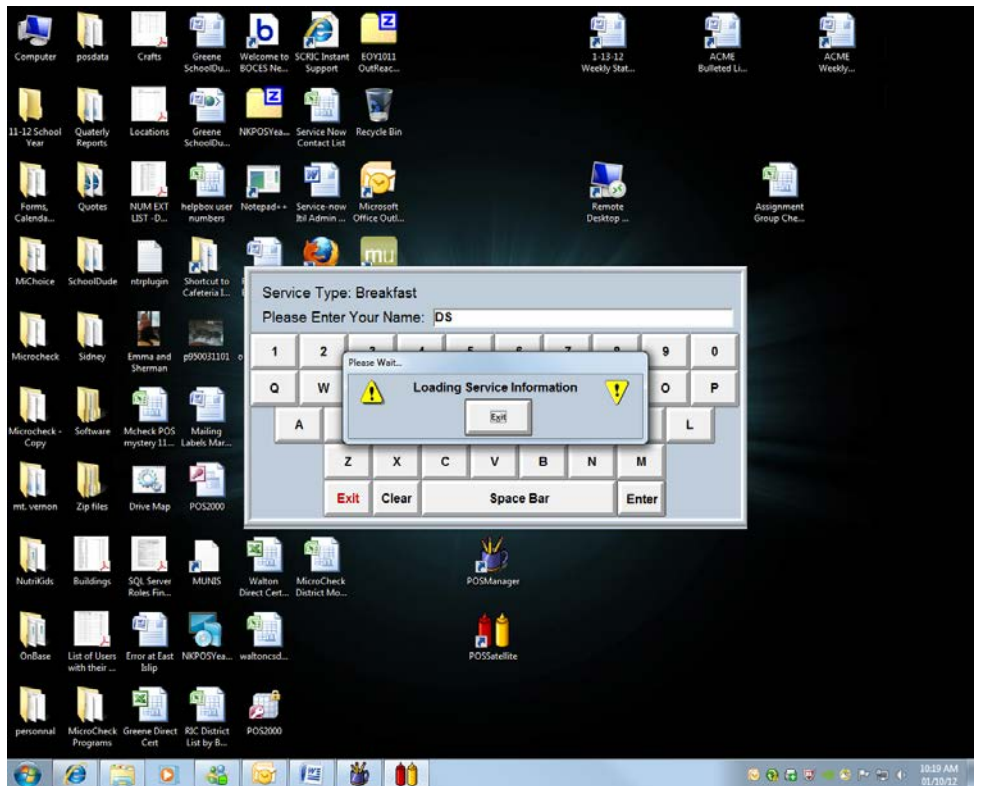 Computer
posdata
Crafts
Greene SchoolDu...
Welcome to BOCES Ne...
SCRIC Instant Support
EOY1011 OutReac...
1-13-12 Weekly Stat...
ACME Bulleted Li...
ACME Weekly...
11-12 School Year
Quaterly Reports
Locations
Greene SchoolDu...
NKPOSYea...
Service Now Contact List
Recycle Bin
Forms, Calenda...
Quotes
NUM EXT LIST -D...
helpbox user numbers
Notepad++
Service-now Itil Admin ...
Microsoft Office Outl...
Remote Desktop ...
Assignment Group Che...
MiChoice
SchoolDude
ntrplugin
Shortcut to Cafeteria I...
mu
Service Type: Breakfast
Please Enter Your Name: DS
1 2 9 0
Please Wait...
Loading Service Information
Exit
Q W O P
A L
Z X C V B N M
Exit Clear Space Bar Enter
Microcheck
Sidney
Emma and Sherman
p950031101
Microcheck - Copy
Software
Mcheck POS mystery 11...
Mailing Labels Mar...
mt. vernon
Zip files
Drive Map
POS2000
NutriKids
Buildings
SQL Server Roles Fin...
MUNIS
Walton Direct Cert...
MicroCheck District Mo...
POSManager
OnBase
List of Users with their ...
Error at East Islip
NKPOSYea...
waltoncsd...
POSSatellite
personnal
MicroCheck Programs
Greene Direct Cert
RIC District List by B...
POS2000
10:19 AM
01/10/12